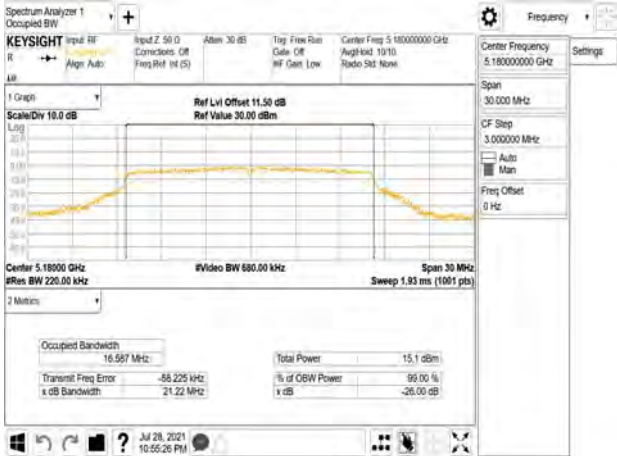 Spectrum Analyzer 1
Occupied BW
+
Frequency
KEYSIGHT Input: RF
R
Align: Auto
Input Z: 50 Ω
Corrections: Off
Freq Ref: Int (S)
Atten: 30 dB
Trig: Free Run
Gate: Off
#IF Gain: Low
Center Freq: 5.180000000 GHz
Avg|Hold: 10/10
Radio Std: None
Center Frequency
5.180000000 GHz
Settings
Span
30.000 MHz
CF Step
3.000000 MHz
Auto
Man
Freq Offset
0 Hz
1 Graph
Scale/Div 10.0 dB
Log
Ref Lvl Offset 11.50 dB
Ref Value 30.00 dBm
Center 5.18000 GHz
#Res BW 220.00 kHz
#Video BW 680.00 kHz
Span 30 MHz
Sweep 1.93 ms (1001 pts)
2 Metrics
Occupied Bandwidth
16.587 MHz
Transmit Freq Error -58.225 kHz
x dB Bandwidth 21.22 MHz
Total Power 15.1 dBm
% of OBW Power 99.00 %
x dB -26.00 dB
?
Jul 28, 2021
10:55:26 PM